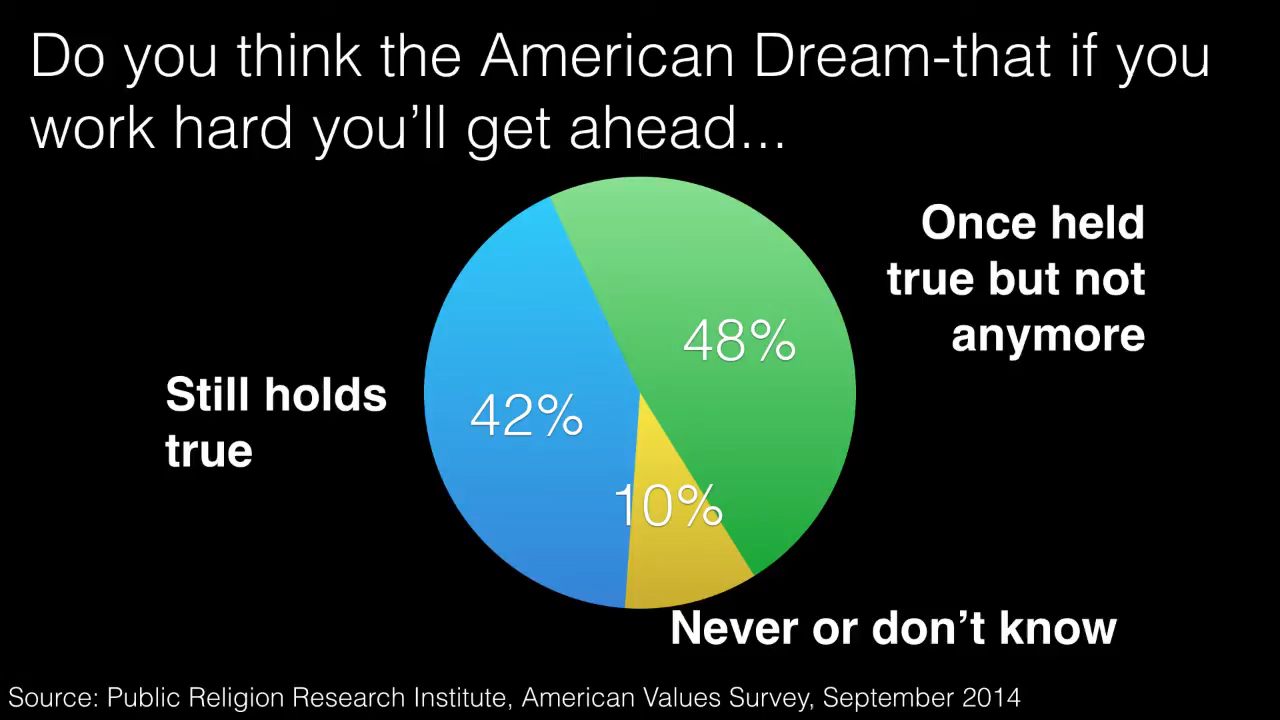 Do you think the American Dream-that if you
work hard you'll get ahead...
Once held
true but not
anymore
48%
Still holds
true
42%
10%
Never or don't know
Source: Public Religion Research Institute, American Values Survey, September 2014